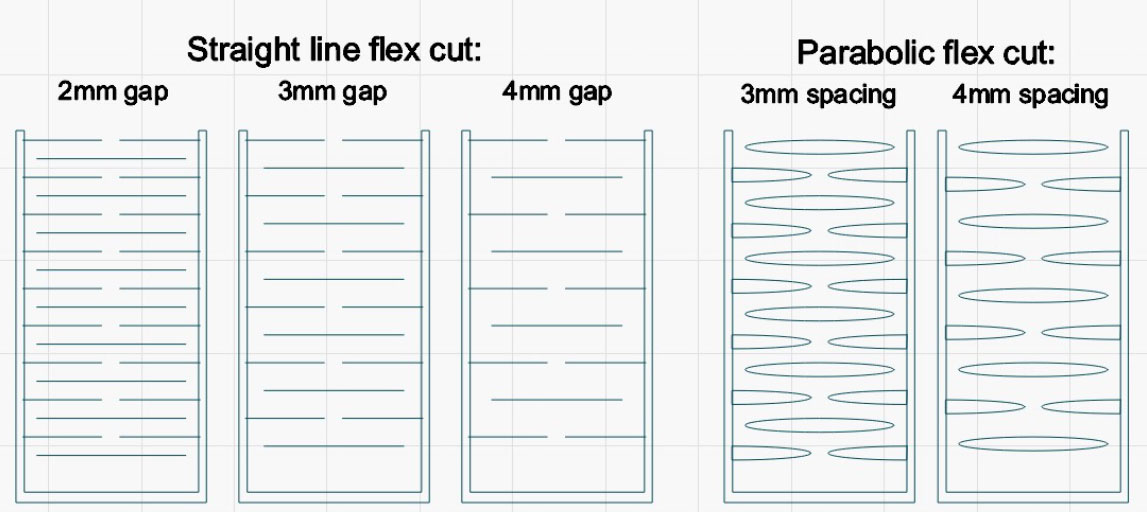 Straight line flex cut:
2mm gap
3mm gap
4mm gap
Parabolic flex cut:
3mm spacing
4mm spacing